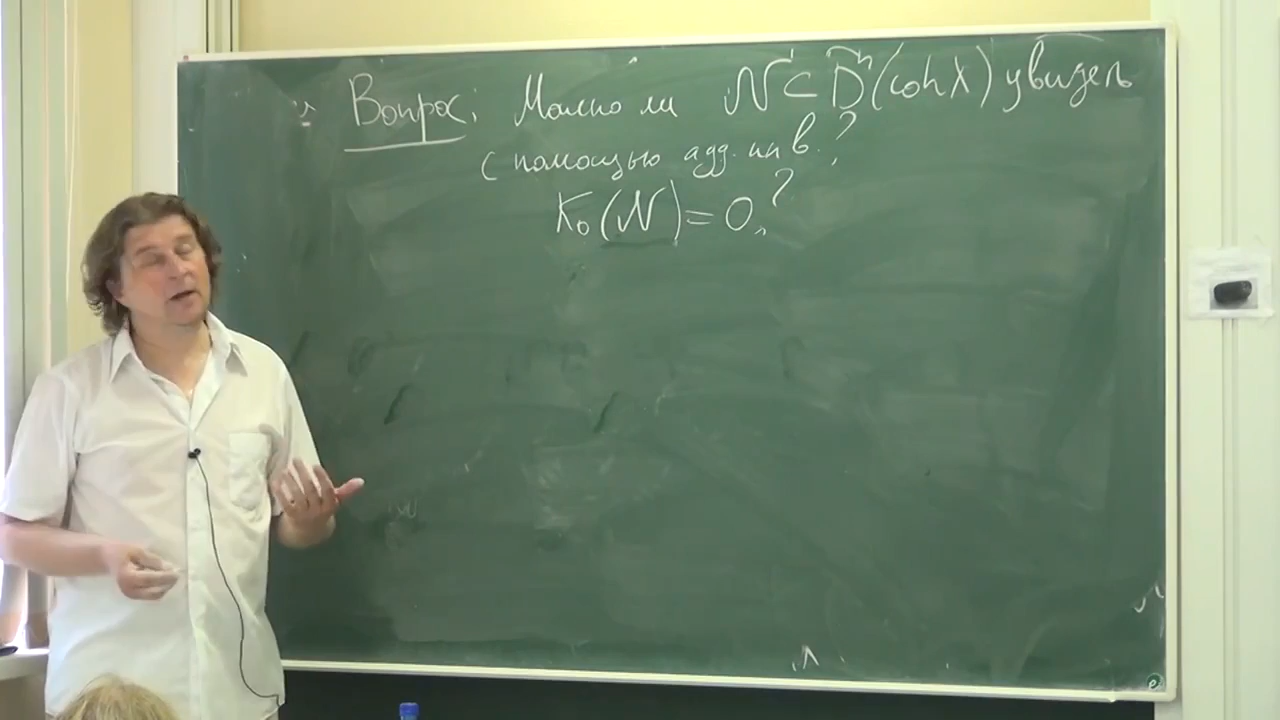 Вопрос: Можно ли 𝒩 ⊂ D^b(coh X) увидеть
с помощью адд. инв.?
K₀(𝒩) = 0?